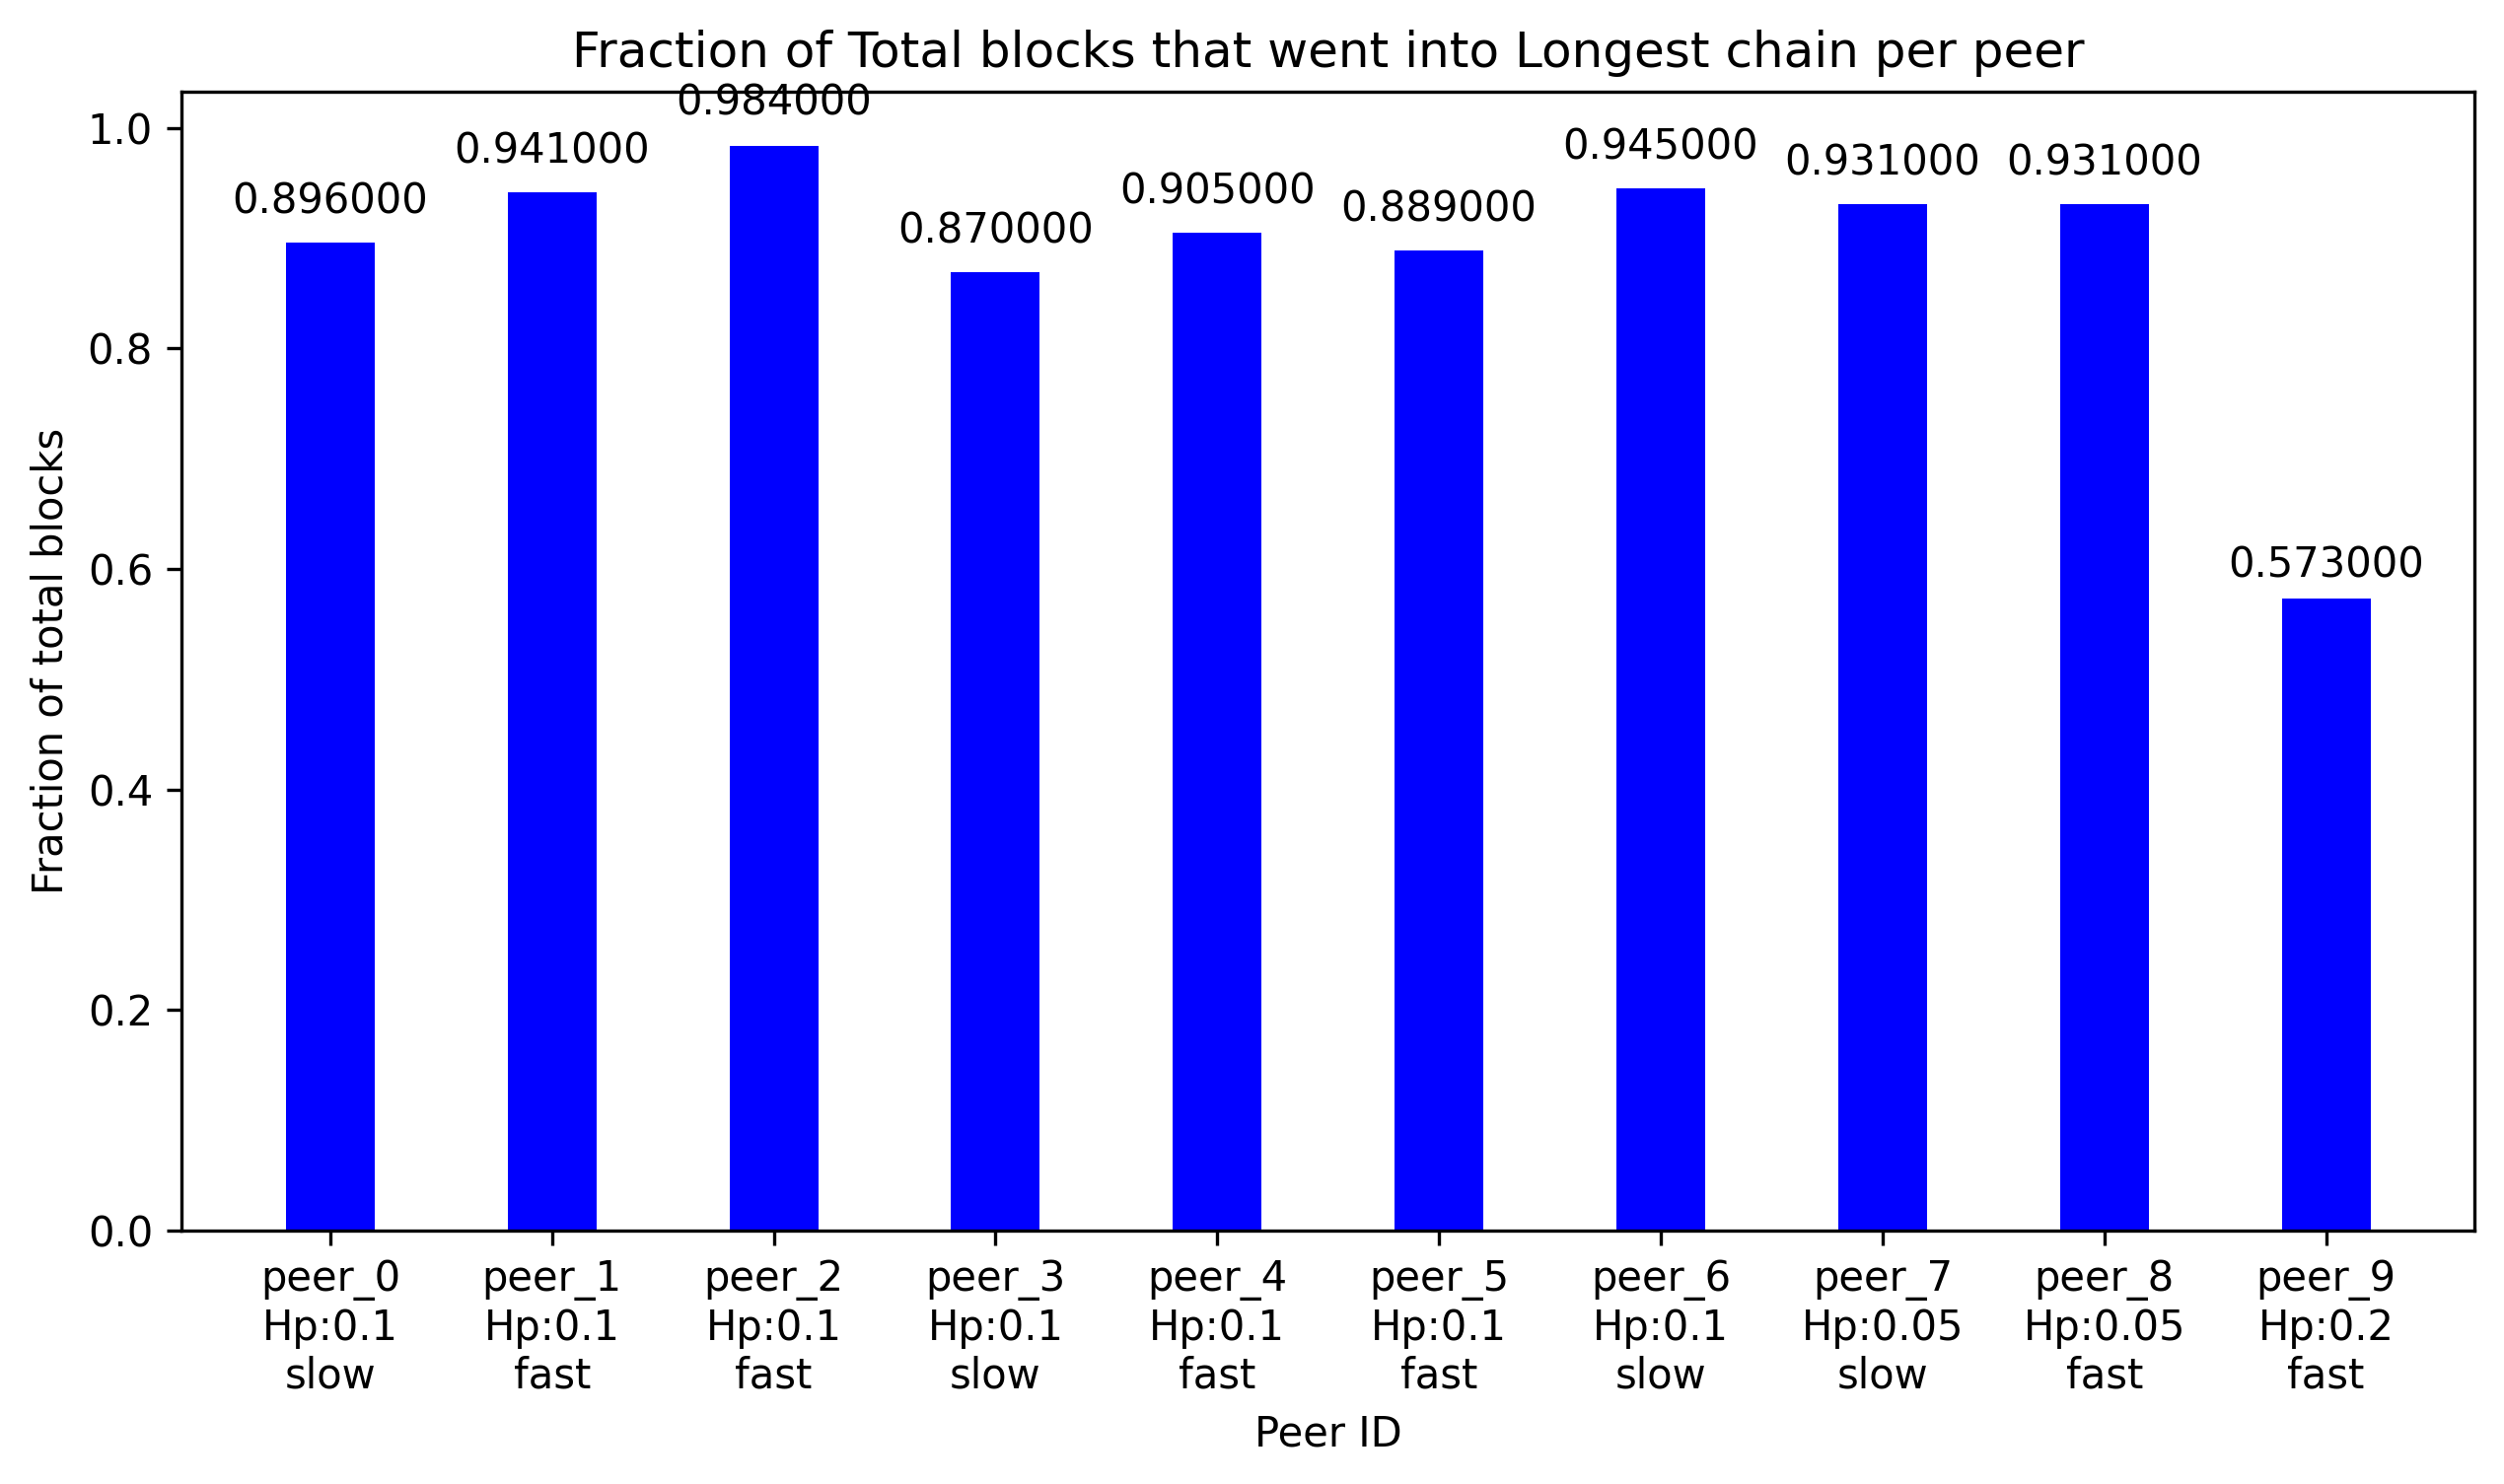 Fraction of Total blocks that went into Longest chain per peer
Fraction of total blocks
1.0
0.8
0.6
0.4
0.2
0.0
0.896000
0.941000
0.984000
0.870000
0.905000
0.889000
0.945000
0.931000
0.931000
0.573000
peer_0
Hp:0.1
slow
peer_1
Hp:0.1
fast
peer_2
Hp:0.1
fast
peer_3
Hp:0.1
slow
peer_4
Hp:0.1
fast
peer_5
Hp:0.1
fast
peer_6
Hp:0.1
slow
peer_7
Hp:0.05
slow
peer_8
Hp:0.05
fast
peer_9
Hp:0.2
fast
Peer ID